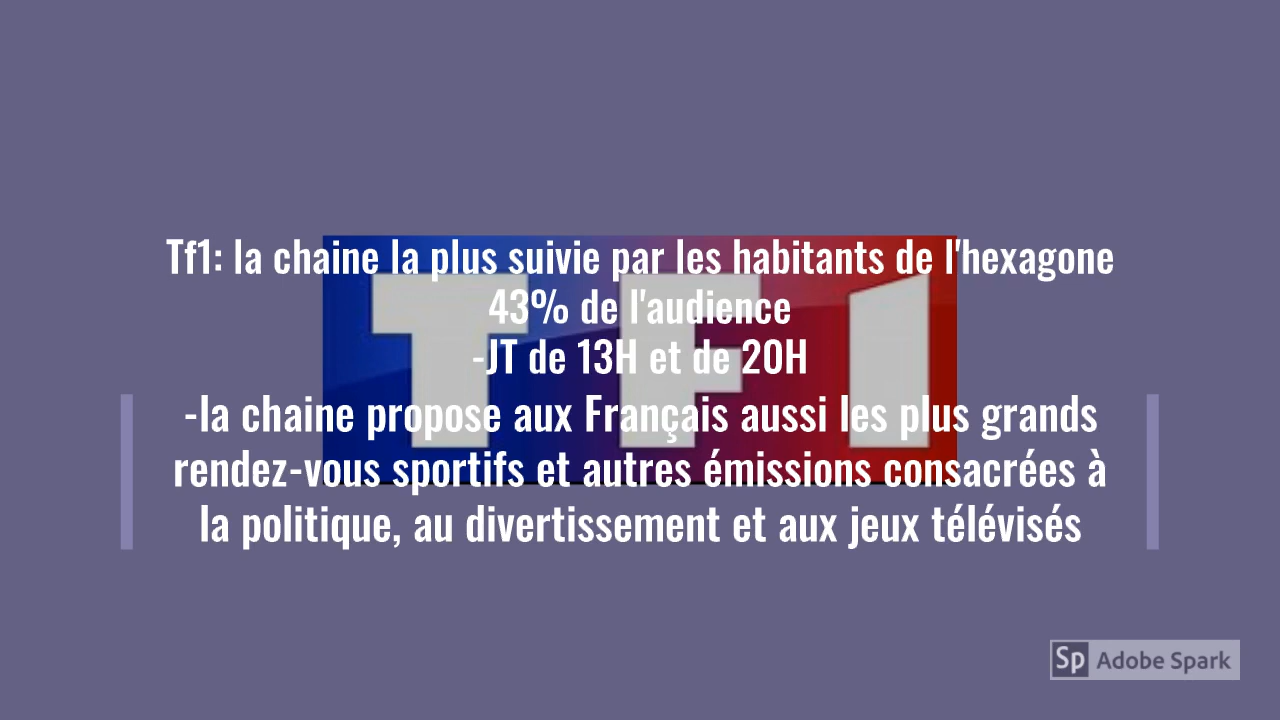 Tf1: la chaine la plus suivie par les habitants de l'hexagone
43% de l'audience
-JT de 13H et de 20H
-la chaine propose aux Français aussi les plus grands
rendez-vous sportifs et autres émissions consacrées à
la politique, au divertissement et aux jeux télévisés
TF1
Sp Adobe Spark